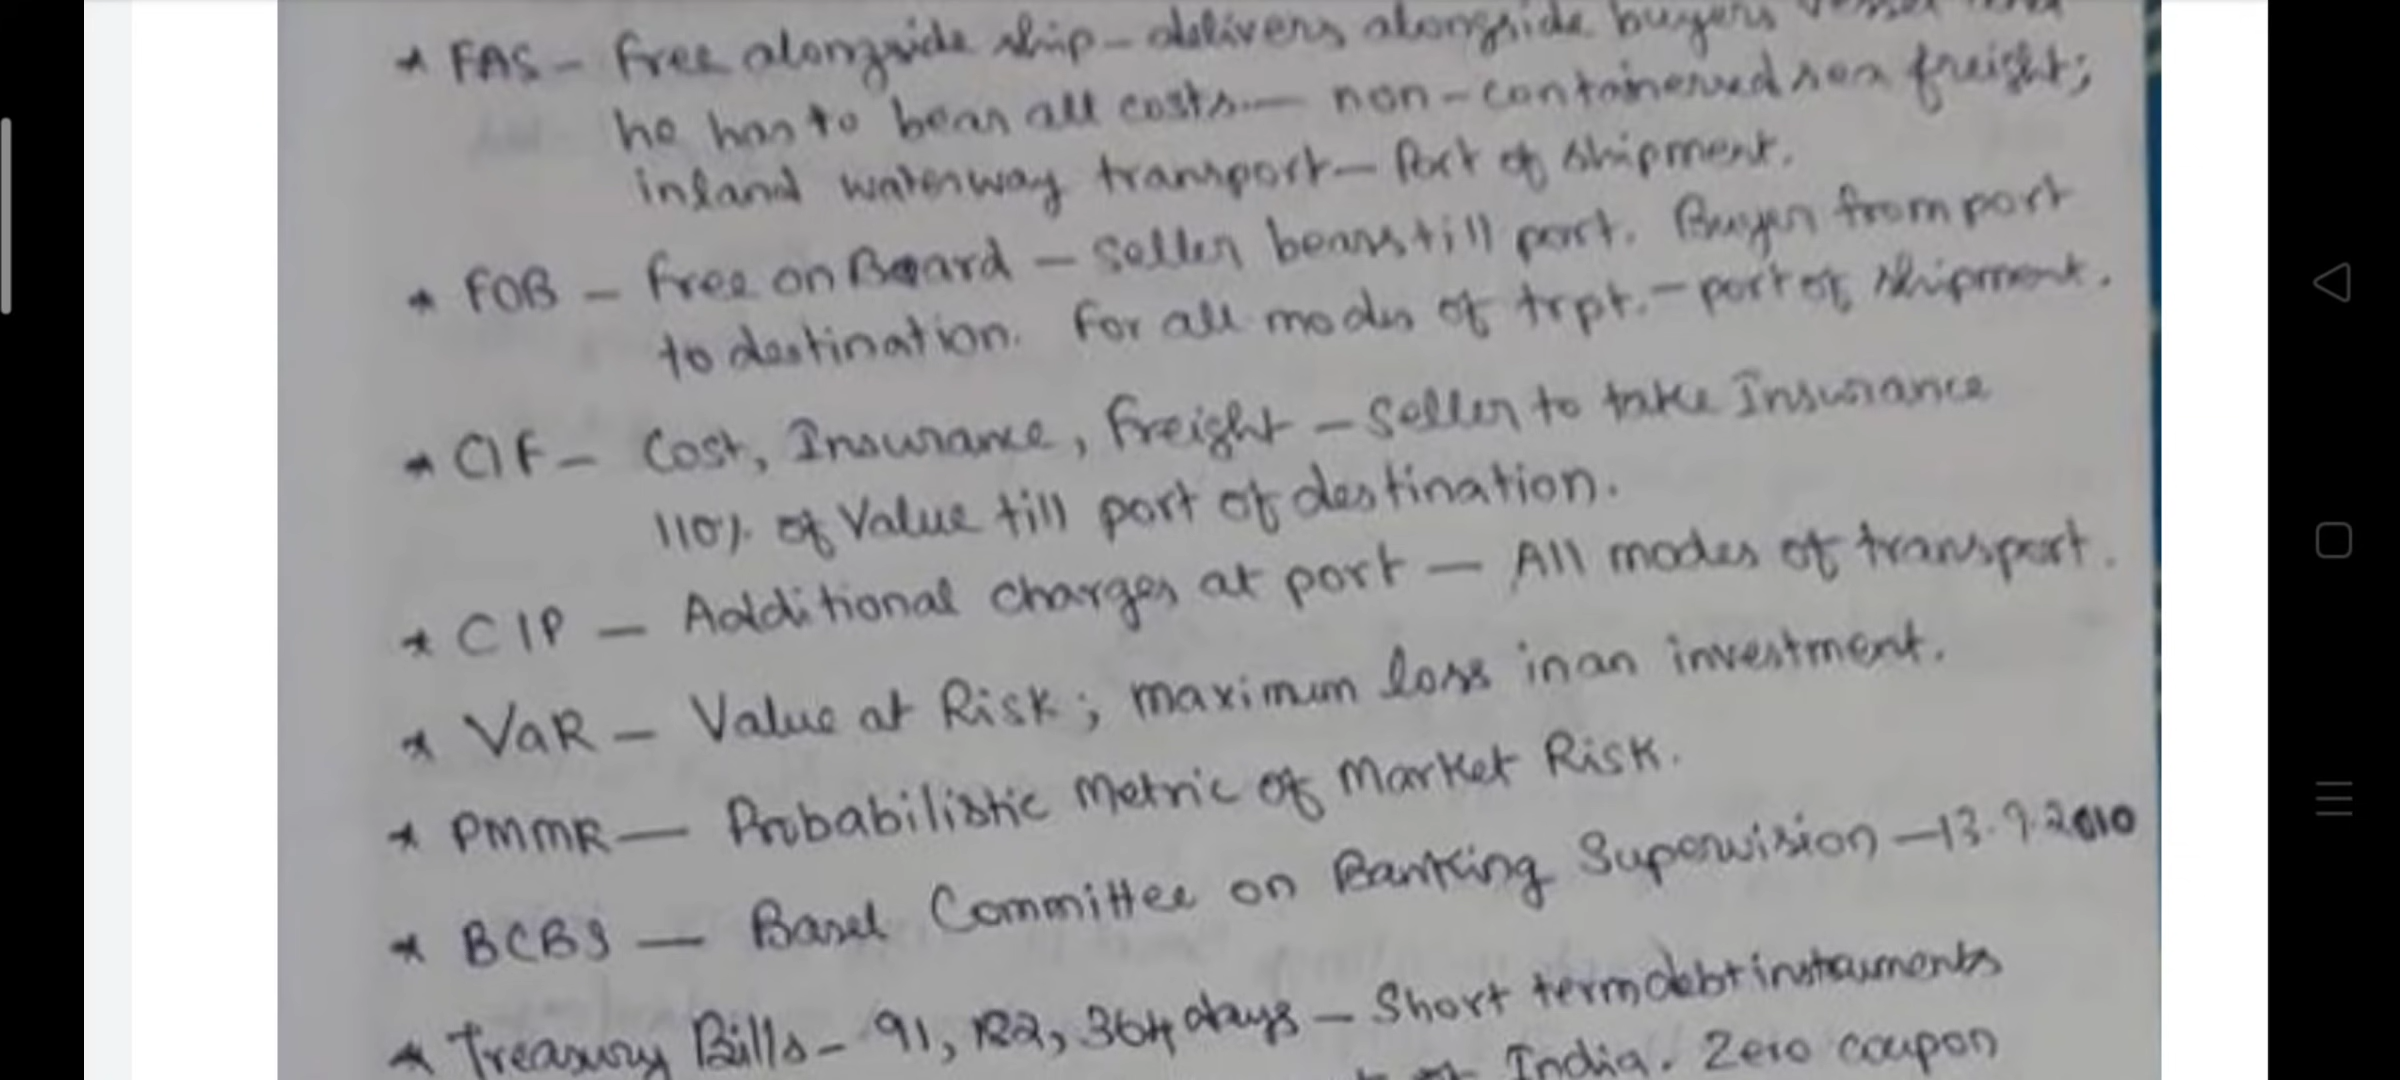 * FAS - Free alongside ship - delivers alongside buyers vessel
he has to bear all costs. — non-containerised sea freight;
inland waterway transport - Port of Shipment.
* FOB - Free on Board - Seller bears till port. Buyer from port
to destination. For all modes of trpt. - port of shipment.
* CIF - Cost, Insurance, Freight - Seller to take Insurance
110% of Value till port of destination.
* CIP - Additional charges at port - All modes of transport.
* VaR - Value at Risk; maximum loss in an investment.
* PMMR - Probabilistic Metric of Market Risk.
* BCBS - Basel Committee on Banking Supervision - 13.9.2010
* Treasury Bills - 91, 182, 364 days - Short term debt instruments
India. Zero coupon